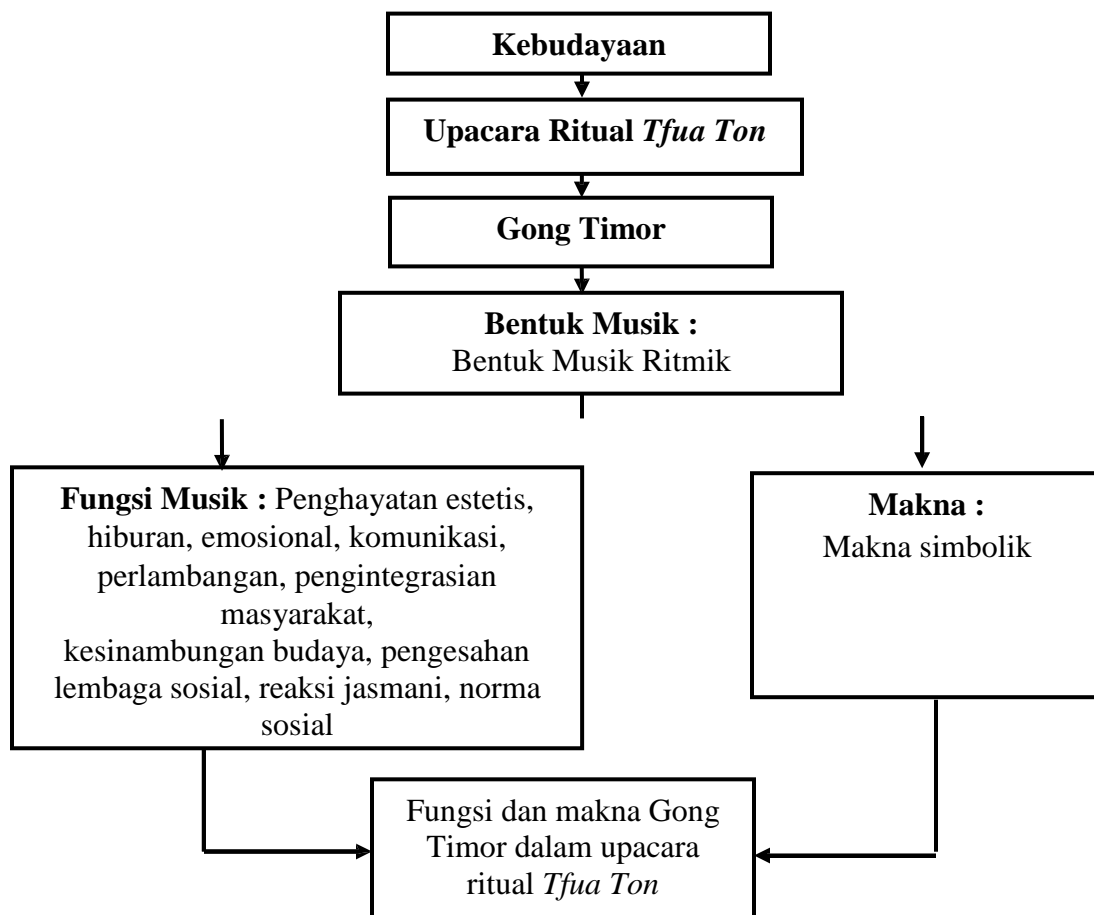 Kebudayaan
Upacara Ritual Tfua Ton
Gong Timor
Bentuk Musik :
Bentuk Musik Ritmik
Fungsi Musik : Penghayatan estetis,
hiburan, emosional, komunikasi,
perlambangan, pengintegrasian
masyarakat,
kesinambungan budaya, pengesahan
lembaga sosial, reaksi jasmani, norma
sosial
Makna :
Makna simbolik
Fungsi dan makna Gong
Timor dalam upacara
ritual Tfua Ton